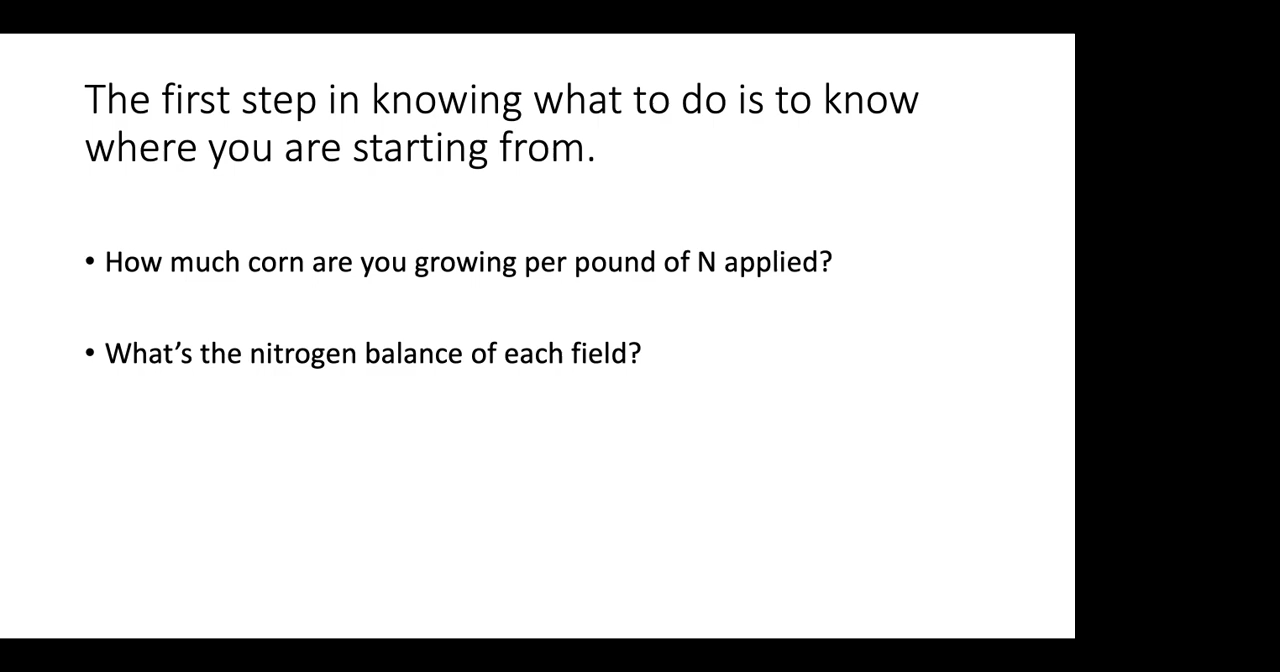 The first step in knowing what to do is to know
where you are starting from.
• How much corn are you growing per pound of N applied?
• What’s the nitrogen balance of each field?